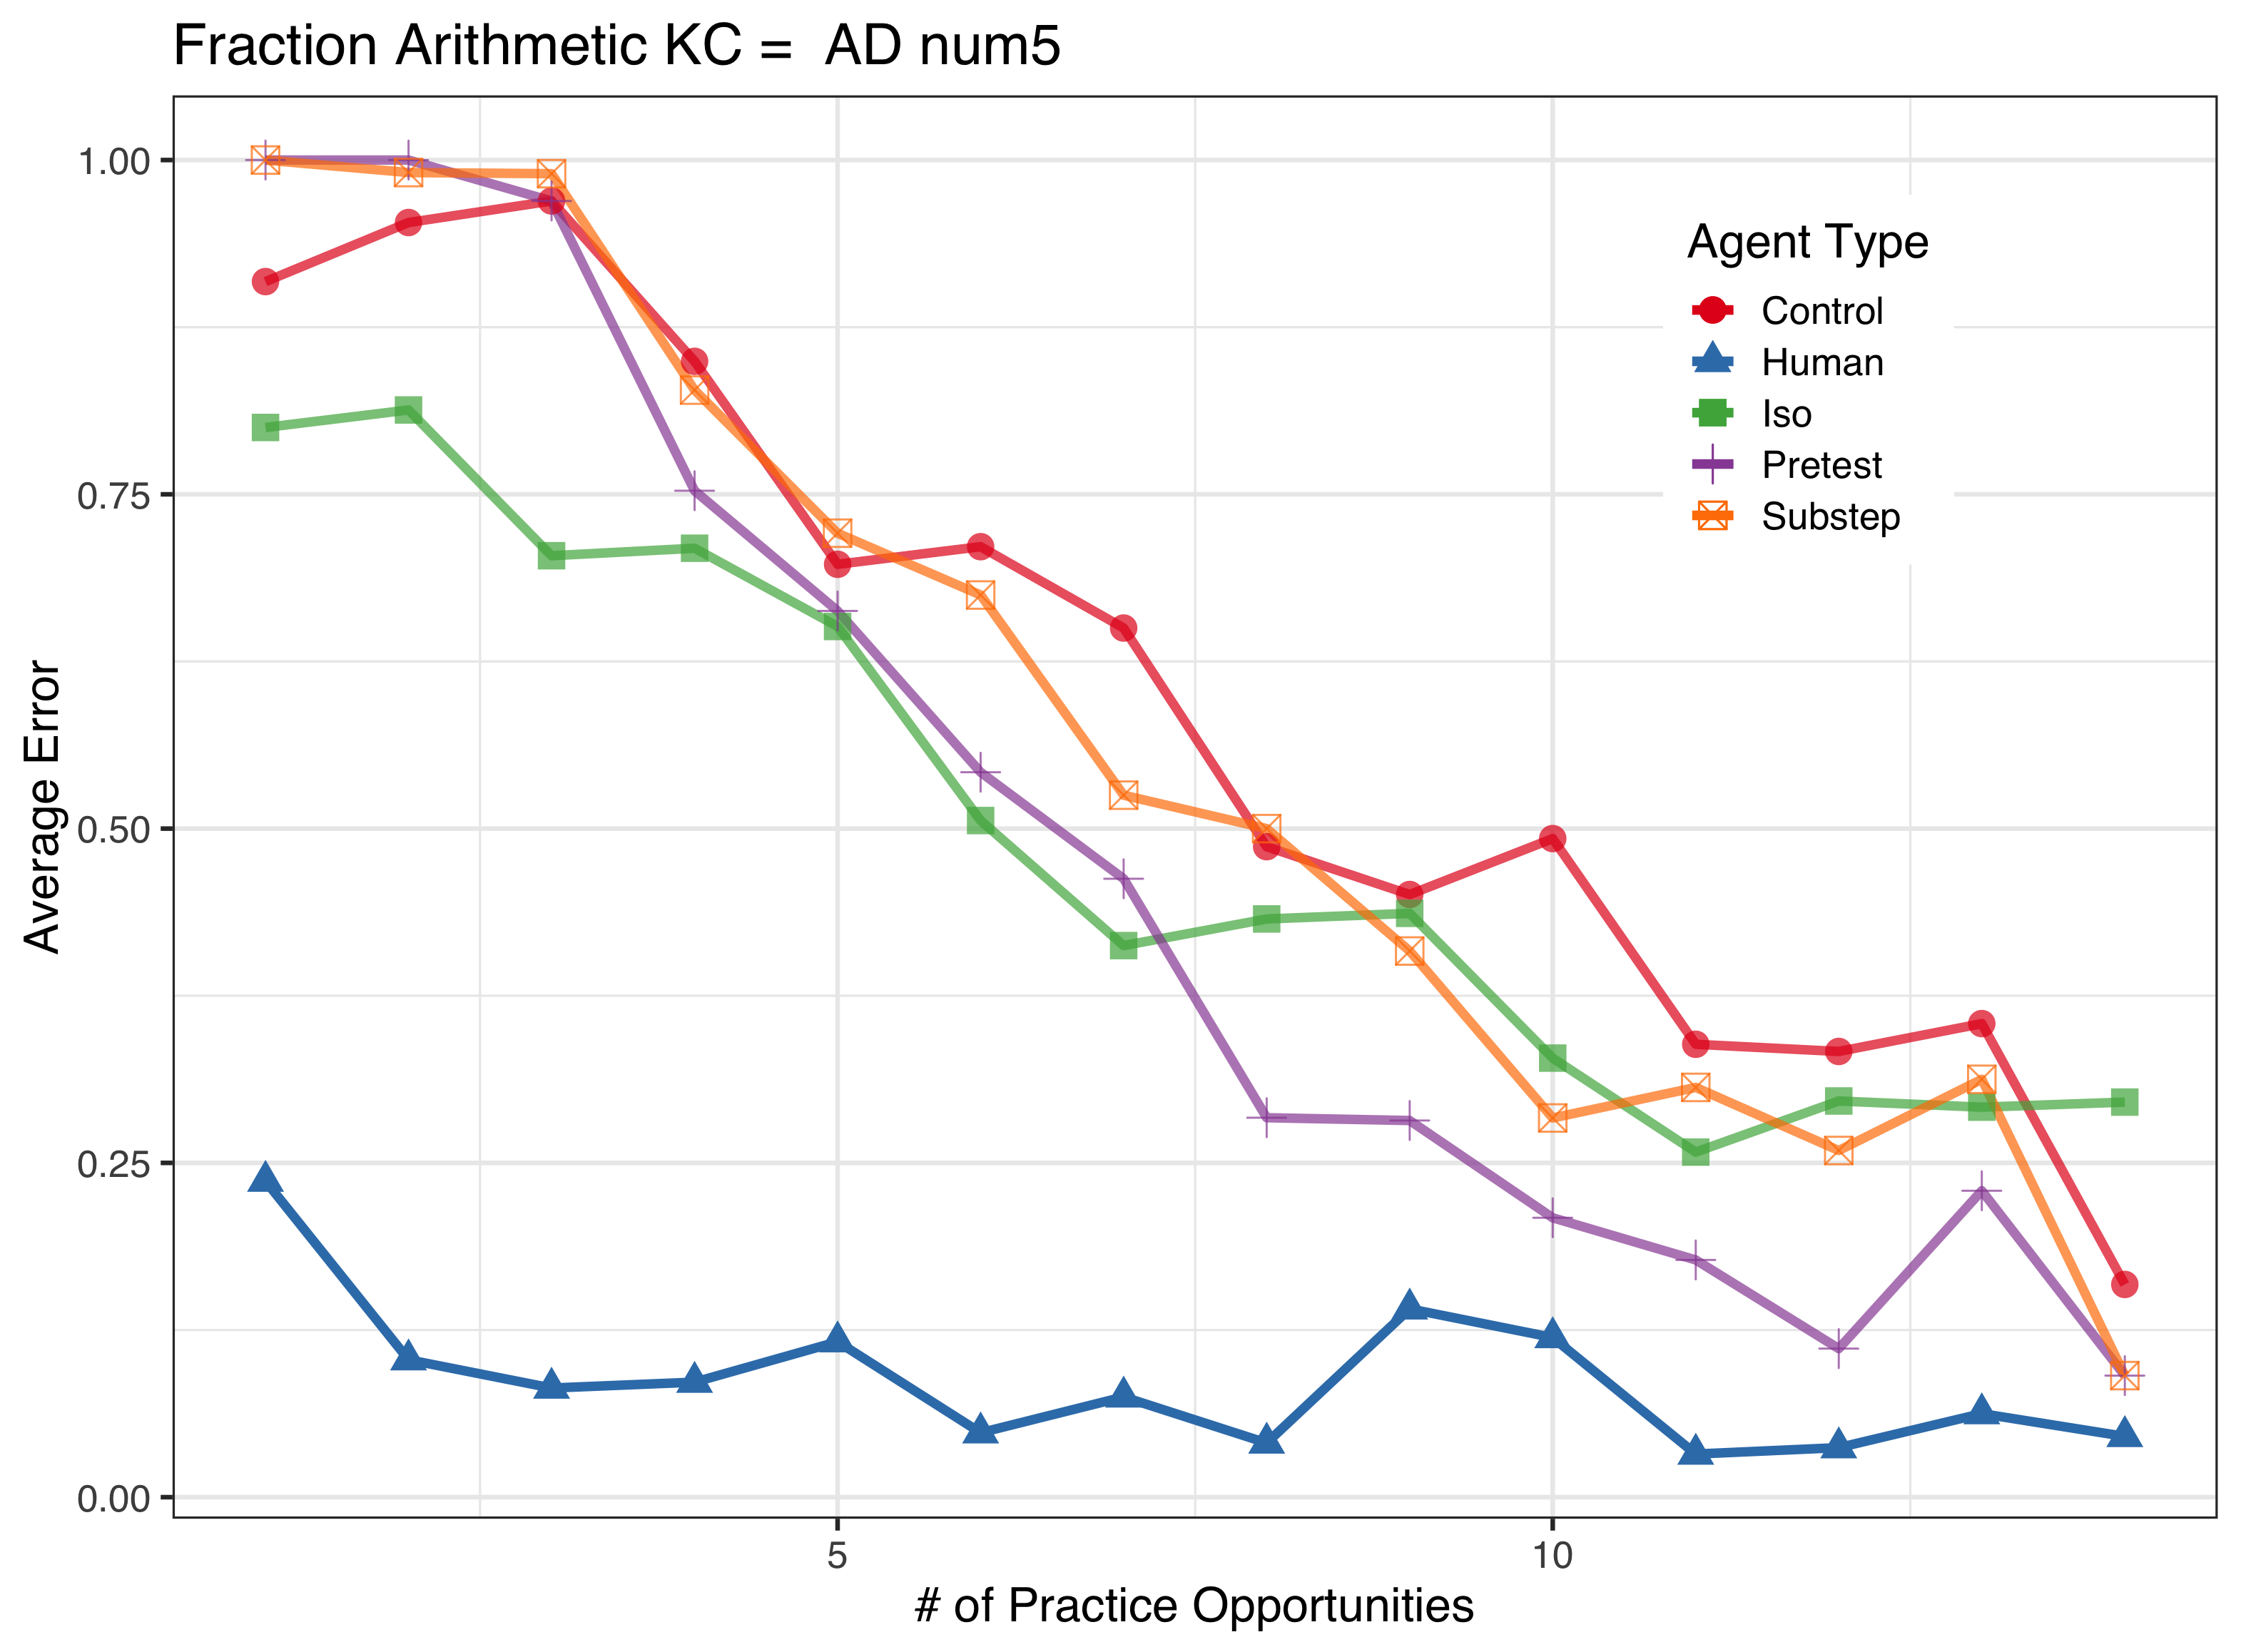 Fraction Arithmetic KC =  AD num5
Average Error
1.00
0.75
0.50
0.25
0.00
Agent Type
Control
Human
Iso
Pretest
Substep
5
10
# of Practice Opportunities